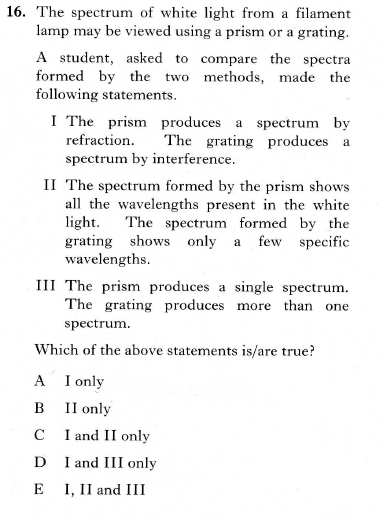 16. The spectrum of white light from a filament
lamp may be viewed using a prism or a grating.
A student, asked to compare the spectra
formed by the two methods, made the
following statements.
I The prism produces a spectrum by
refraction. The grating produces a
spectrum by interference.
II The spectrum formed by the prism shows
all the wavelengths present in the white
light. The spectrum formed by the
grating shows only a few specific
wavelengths.
III The prism produces a single spectrum.
The grating produces more than one
spectrum.
Which of the above statements is/are true?
A I only
B II only
C I and II only
D I and III only
E I, II and III